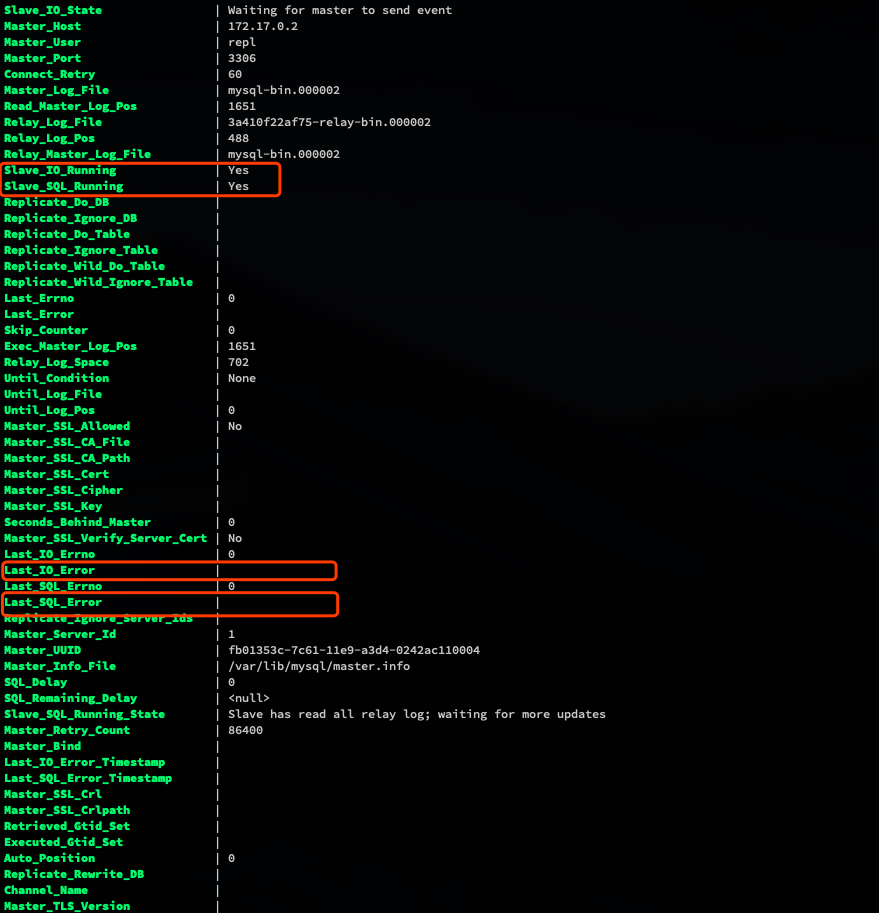 Slave_IO_State | Waiting for master to send event
Master_Host | 172.17.0.2
Master_User | repl
Master_Port | 3306
Connect_Retry | 60
Master_Log_File | mysql-bin.000002
Read_Master_Log_Pos | 1651
Relay_Log_File | 3a410f22af75-relay-bin.000002
Relay_Log_Pos | 488
Relay_Master_Log_File | mysql-bin.000002
Slave_IO_Running | Yes
Slave_SQL_Running | Yes
Replicate_Do_DB |
Replicate_Ignore_DB |
Replicate_Do_Table |
Replicate_Ignore_Table |
Replicate_Wild_Do_Table |
Replicate_Wild_Ignore_Table |
Last_Errno | 0
Last_Error |
Skip_Counter | 0
Exec_Master_Log_Pos | 1651
Relay_Log_Space | 702
Until_Condition | None
Until_Log_File |
Until_Log_Pos | 0
Master_SSL_Allowed | No
Master_SSL_CA_File |
Master_SSL_CA_Path |
Master_SSL_Cert |
Master_SSL_Cipher |
Master_SSL_Key |
Seconds_Behind_Master | 0
Master_SSL_Verify_Server_Cert | No
Last_IO_Errno | 0
Last_IO_Error |
Last_SQL_Errno | 0
Last_SQL_Error |
Replicate_Ignore_Server_Ids |
Master_Server_Id | 1
Master_UUID | fb01353c-7c61-11e9-a3d4-0242ac110004
Master_Info_File | /var/lib/mysql/master.info
SQL_Delay | 0
SQL_Remaining_Delay | <null>
Slave_SQL_Running_State | Slave has read all relay log; waiting for more updates
Master_Retry_Count | 86400
Master_Bind |
Last_IO_Error_Timestamp |
Last_SQL_Error_Timestamp |
Master_SSL_Crl |
Master_SSL_Crlpath |
Retrieved_Gtid_Set |
Executed_Gtid_Set |
Auto_Position | 0
Replicate_Rewrite_DB |
Channel_Name |
Master_TLS_Version |